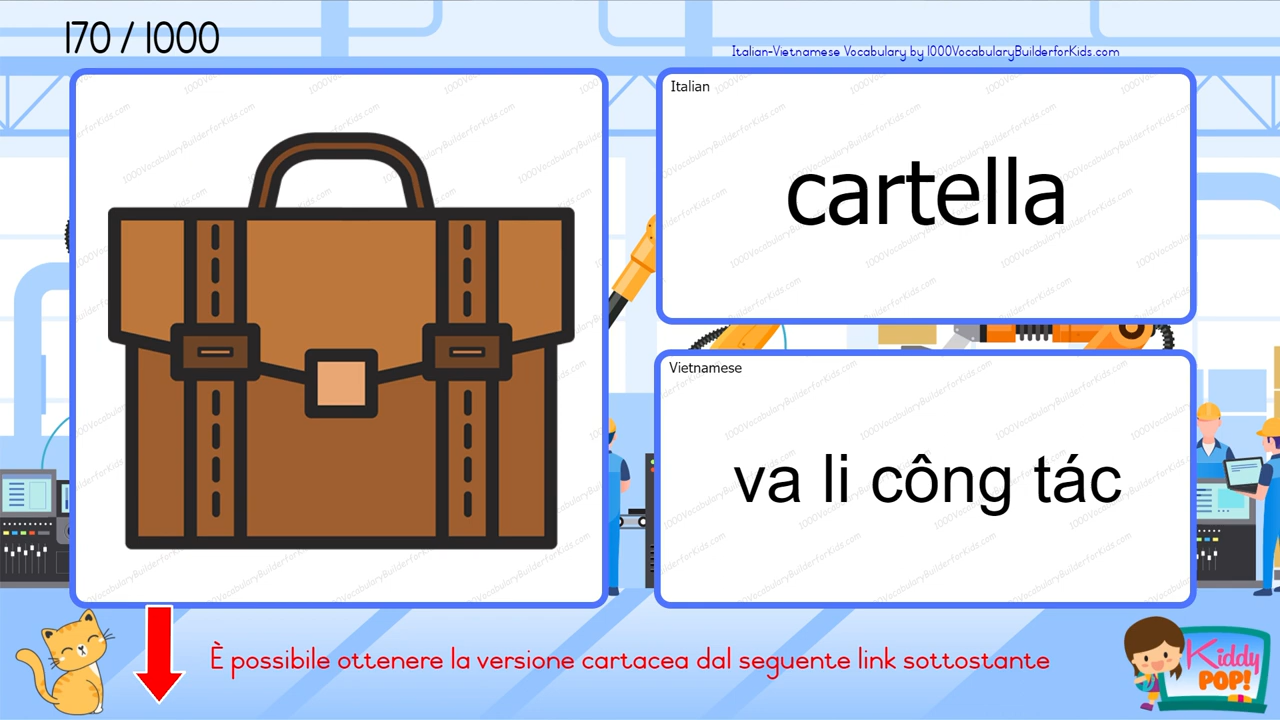 170 / 1000
Italian-Vietnamese Vocabulary by 1000VocabularyBuilderforKids.com
Italian
cartella
Vietnamese
va li công tác
È possibile ottenere la versione cartacea dal seguente link sottostante
Kiddy
POP!